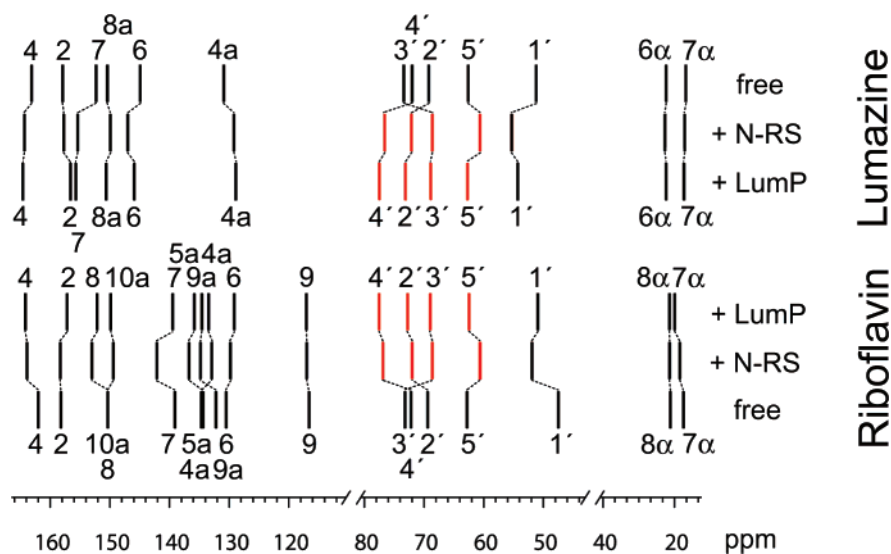 4´
8a
4 2 7 6 4a 3´ 2´ 5´ 1´ 6α 7α
free
+ N-RS
+ LumP
Lumazine
4 2 8a 6 4a 4´ 2´ 3´ 5´ 1´ 6α 7α
7
5a 4a
4 2 8 10a 7 9a 6 9 4´ 2´ 3´ 5´ 1´ 8α 7α
+ LumP
+ N-RS
free
Riboflavin
4 2 10a 7 5a 6 9 3´ 2´ 5´ 1´ 8α 7α
8 4a 9a 4´
160 150 140 130 120 80 70 60 50 40 20 ppm